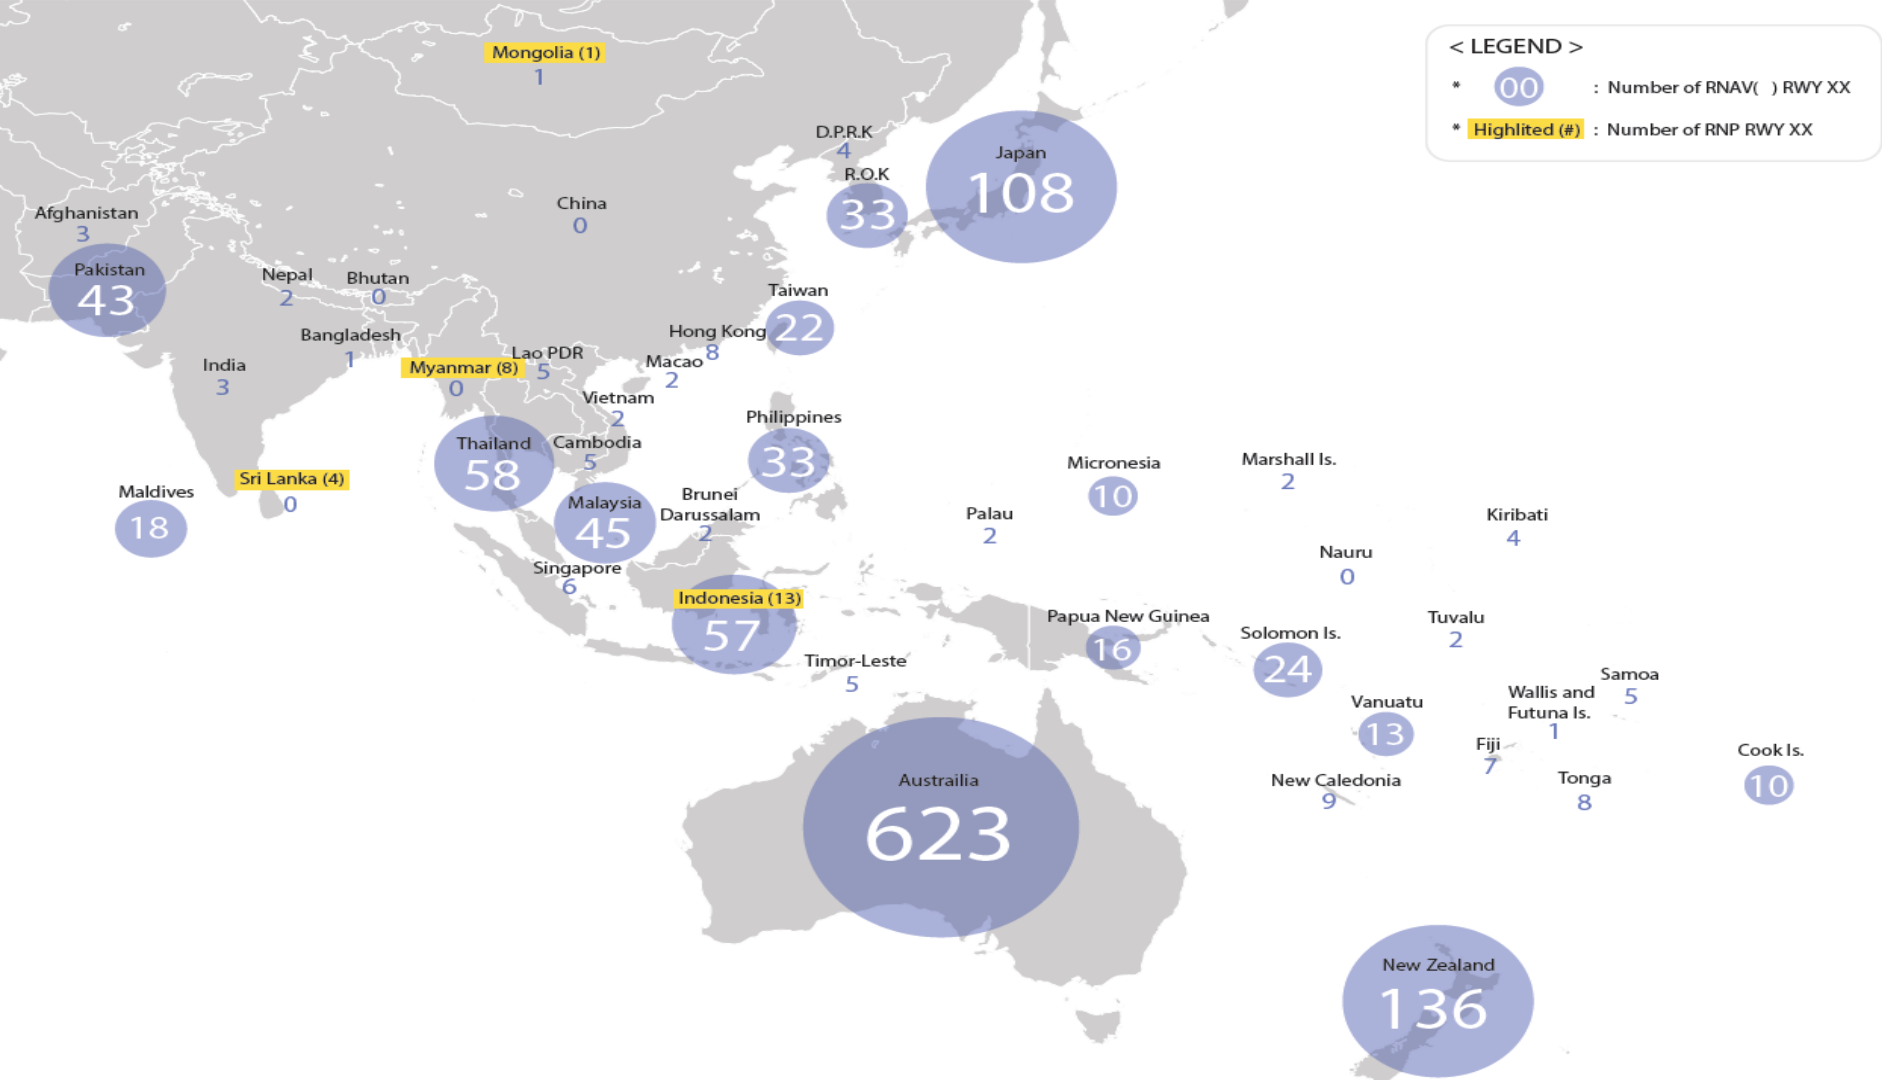 < LEGEND >
* 00 : Number of RNAV( ) RWY XX
* Highlited (#) : Number of RNP RWY XX
Mongolia (1)
1
D.P.R.K
4
R.O.K
33
Japan
108
China
0
Afghanistan
3
Pakistan
43
Nepal
2
Bhutan
0
Bangladesh
1
India
3
Taiwan
22
Hong Kong
8
Macao
2
Lao PDR
5
Myanmar (8)
0
Vietnam
2
Thailand
58
Cambodia
5
Philippines
33
Sri Lanka (4)
0
Maldives
18
Malaysia
45
Brunei
Darussalam
2
Singapore
6
Indonesia (13)
57
Timor-Leste
5
Palau
2
Micronesia
10
Marshall Is.
2
Kiribati
4
Nauru
0
Papua New Guinea
16
Solomon Is.
24
Tuvalu
2
Samoa
5
Wallis and
Futuna Is.
1
Vanuatu
13
Fiji
7
New Caledonia
9
Tonga
8
Cook Is.
10
Austrailia
623
New Zealand
136